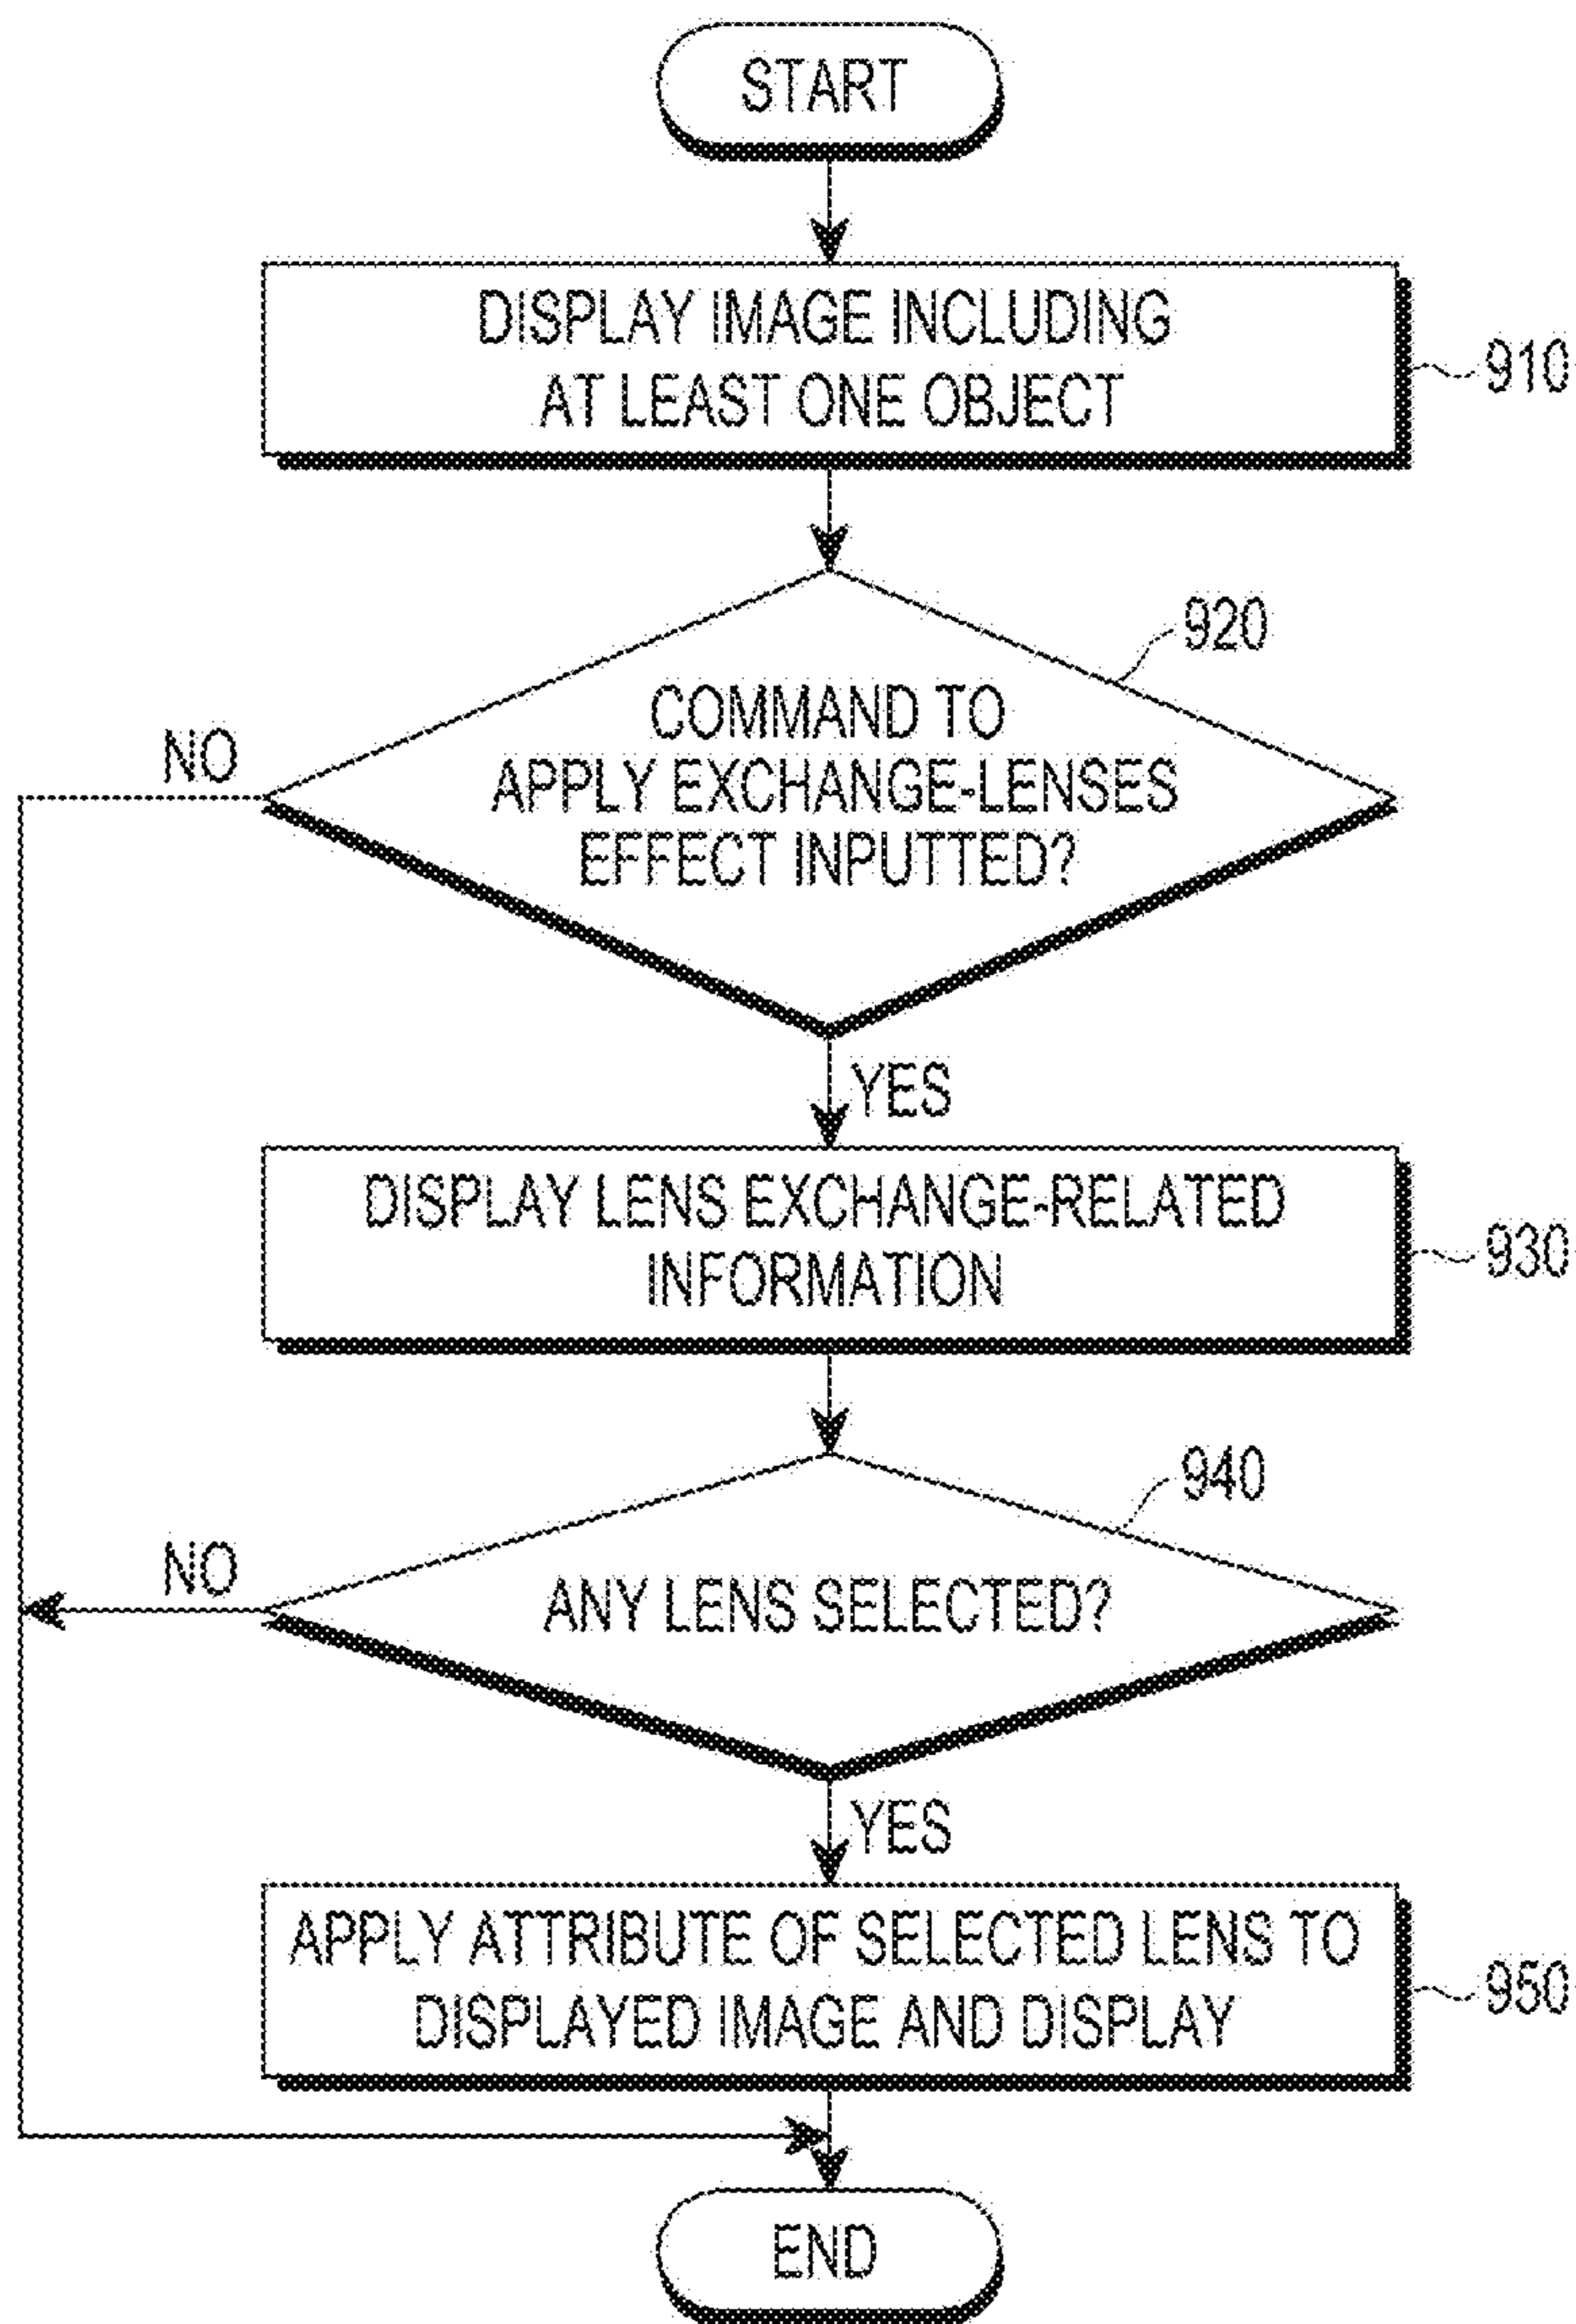 START
DISPLAY IMAGE INCLUDING
AT LEAST ONE OBJECT
910
920
COMMAND TO
APPLY EXCHANGE-LENSES
EFFECT INPUTTED?
NO
YES
DISPLAY LENS EXCHANGE-RELATED
INFORMATION
930
940
ANY LENS SELECTED?
NO
YES
APPLY ATTRIBUTE OF SELECTED LENS TO
DISPLAYED IMAGE AND DISPLAY
950
END